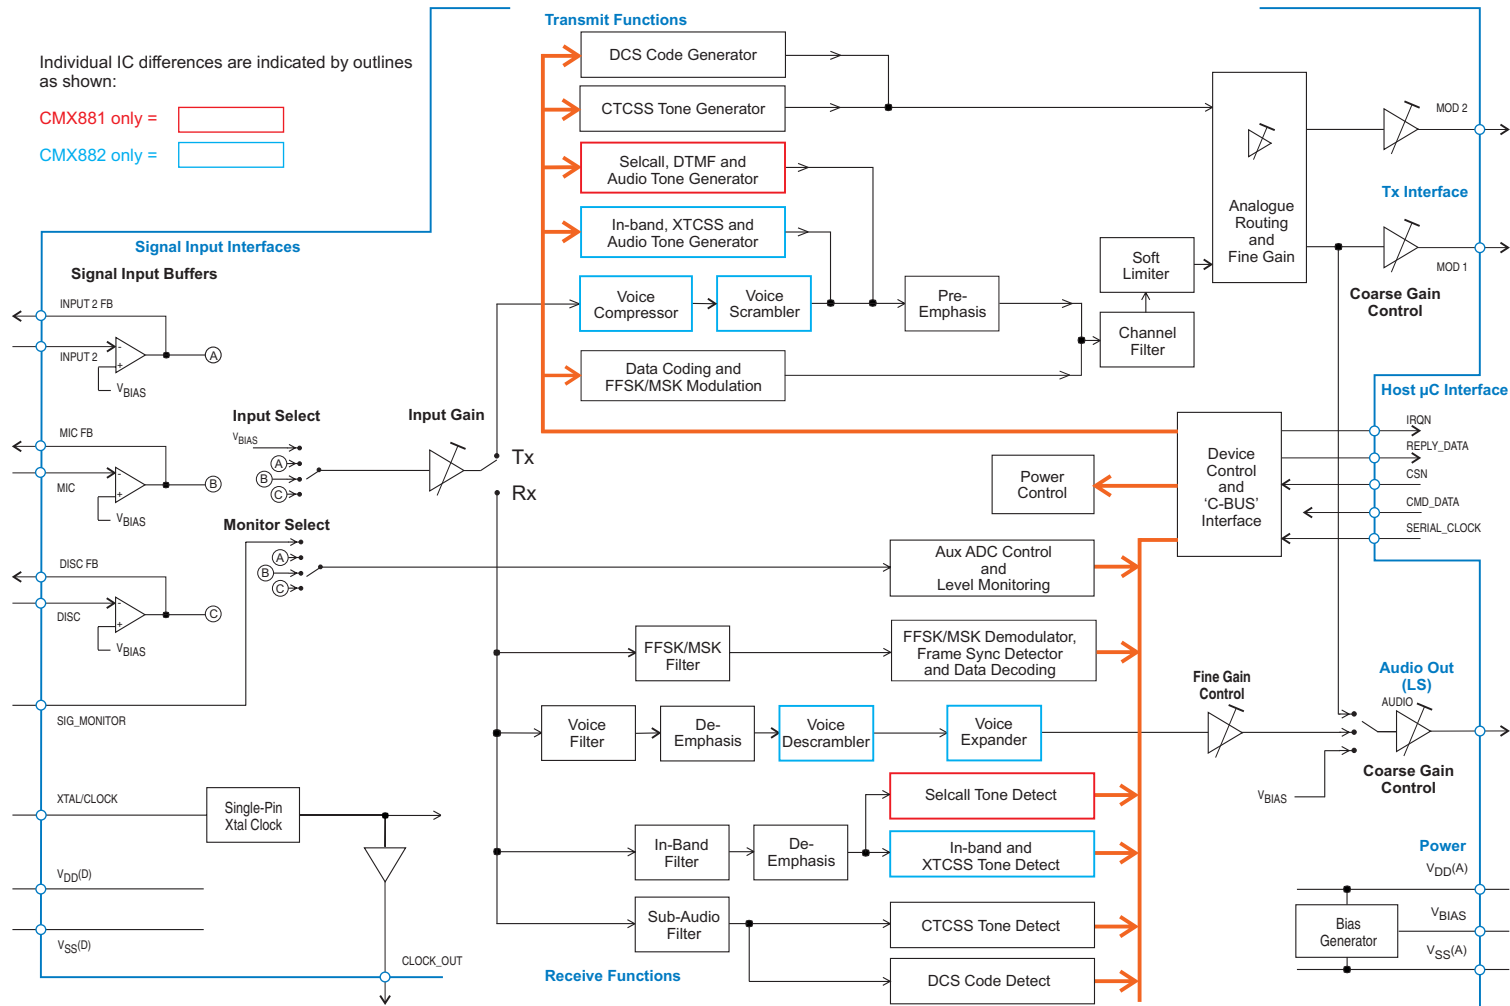 Individual IC differences are indicated by outlines
as shown:
CMX881 only =
CMX882 only =
Transmit Functions
DCS Code Generator
CTCSS Tone Generator
Selcall, DTMF and
Audio Tone Generator
In-band, XTCSS and
Audio Tone Generator
Voice
Compressor
Voice
Scrambler
Pre-
Emphasis
Data Coding and
FFSK/MSK Modulation
Soft
Limiter
Channel
Filter
Analogue
Routing
and
Fine Gain
MOD 2
Tx Interface
MOD 1
Coarse Gain
Control
Signal Input Interfaces
Signal Input Buffers
INPUT 2 FB
INPUT 2
-
+
VBIAS
A
MIC FB
MIC
-
+
VBIAS
B
DISC FB
DISC
-
+
VBIAS
C
Input Select
VBIAS
A
B
C
Input Gain
Tx
Rx
Monitor Select
A
B
C
SIG_MONITOR
Host µC Interface
IRQN
REPLY_DATA
CSN
CMD_DATA
SERIAL_CLOCK
Device
Control
and
‘C-BUS’
Interface
Power
Control
Aux ADC Control
and
Level Monitoring
FFSK/MSK
Filter
FFSK/MSK Demodulator,
Frame Sync Detector
and Data Decoding
Voice
Filter
De-
Emphasis
Voice
Descrambler
Voice
Expander
Fine Gain
Control
Audio Out
(LS)
AUDIO
Coarse Gain
Control
VBIAS
In-Band
Filter
De-
Emphasis
Selcall Tone Detect
In-band and
XTCSS Tone Detect
Sub-Audio
Filter
CTCSS Tone Detect
DCS Code Detect
Receive Functions
XTAL/CLOCK
Single-Pin
Xtal Clock
VDD(D)
VSS(D)
CLOCK_OUT
Power
VDD(A)
VBIAS
VSS(A)
Bias
Generator